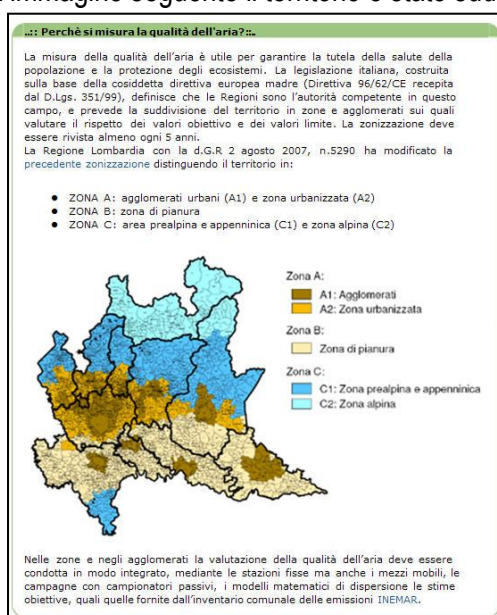 ..:: Perchè si misura la qualità dell'aria?::..
La misura della qualità dell'aria è utile per garantire la tutela della salute della
popolazione e la protezione degli ecosistemi. La legislazione italiana, costruita
sulla base della cosiddetta direttiva europea madre (Direttiva 96/62/CE recepita
dal D.Lgs. 351/99), definisce che le Regioni sono l'autorità competente in questo
campo, e prevede la suddivisione del territorio in zone e agglomerati sui quali
valutare il rispetto dei valori obiettivo e dei valori limite. La zonizzazione deve
essere rivista almeno ogni 5 anni.
La Regione Lombardia con la d.G.R 2 agosto 2007, n.5290 ha modificato la
precedente zonizzazione distinguendo il territorio in:
● ZONA A: agglomerati urbani (A1) e zona urbanizzata (A2)
● ZONA B: zona di pianura
● ZONA C: area prealpina e appenninica (C1) e zona alpina (C2)
Zona A:
A1: Agglomerati
A2: Zona urbanizzata
Zona B:
Zona di pianura
Zona C:
C1: Zona prealpina e appenninica
C2: Zona alpina
Nelle zone e negli agglomerati la valutazione della qualità dell'aria deve essere
condotta in modo integrato, mediante le stazioni fisse ma anche i mezzi mobili, le
campagne con campionatori passivi, i modelli matematici di dispersione le stime
obiettive, quali quelle fornite dall'inventario comunale delle emissioni INEMAR.